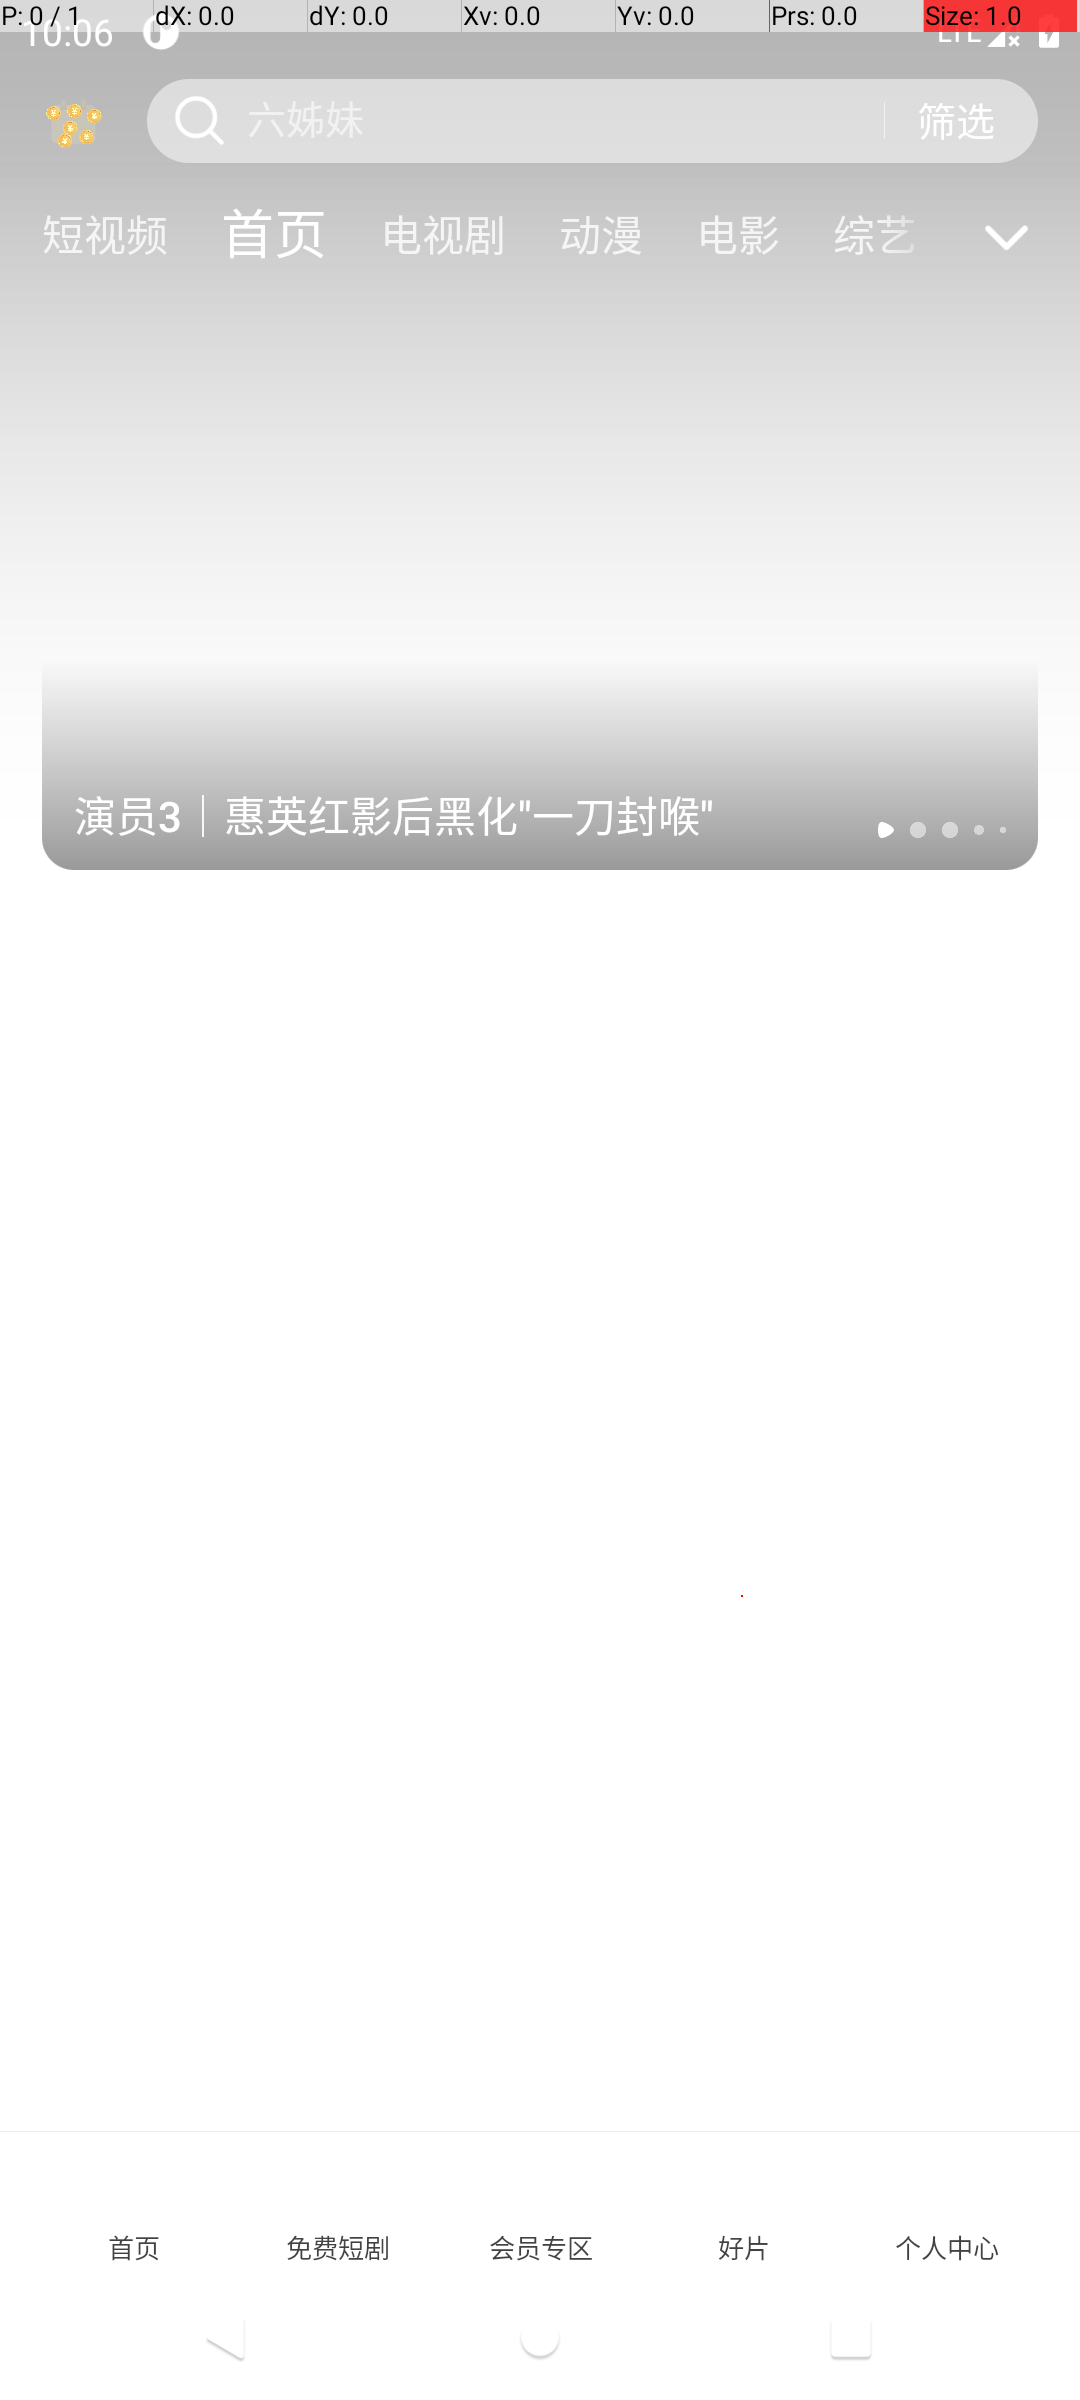 P: 0 / 1 dX: 0.0 dY: 0.0 Xv: 0.0 Yv: 0.0 Prs: 0.0 Size: 1.0
10:06 LTE
六姊妹 筛选
短视频 首页 电视剧 动漫 电影 综艺
演员3 惠英红影后黑化"一刀封喉"
首页 免费短剧 会员专区 好片 个人中心